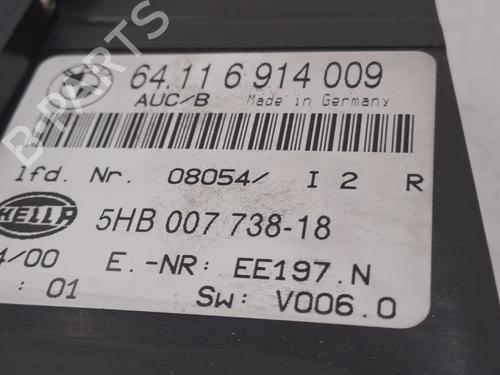 64.11 6 914 009
AUC/B Made in Germany
lfd. Nr. 08054/ I 2 R
HELLA 5HB 007 738-18
4/00 E.-NR: EE197.N
: 01 SW: V006.0
B-PARTS